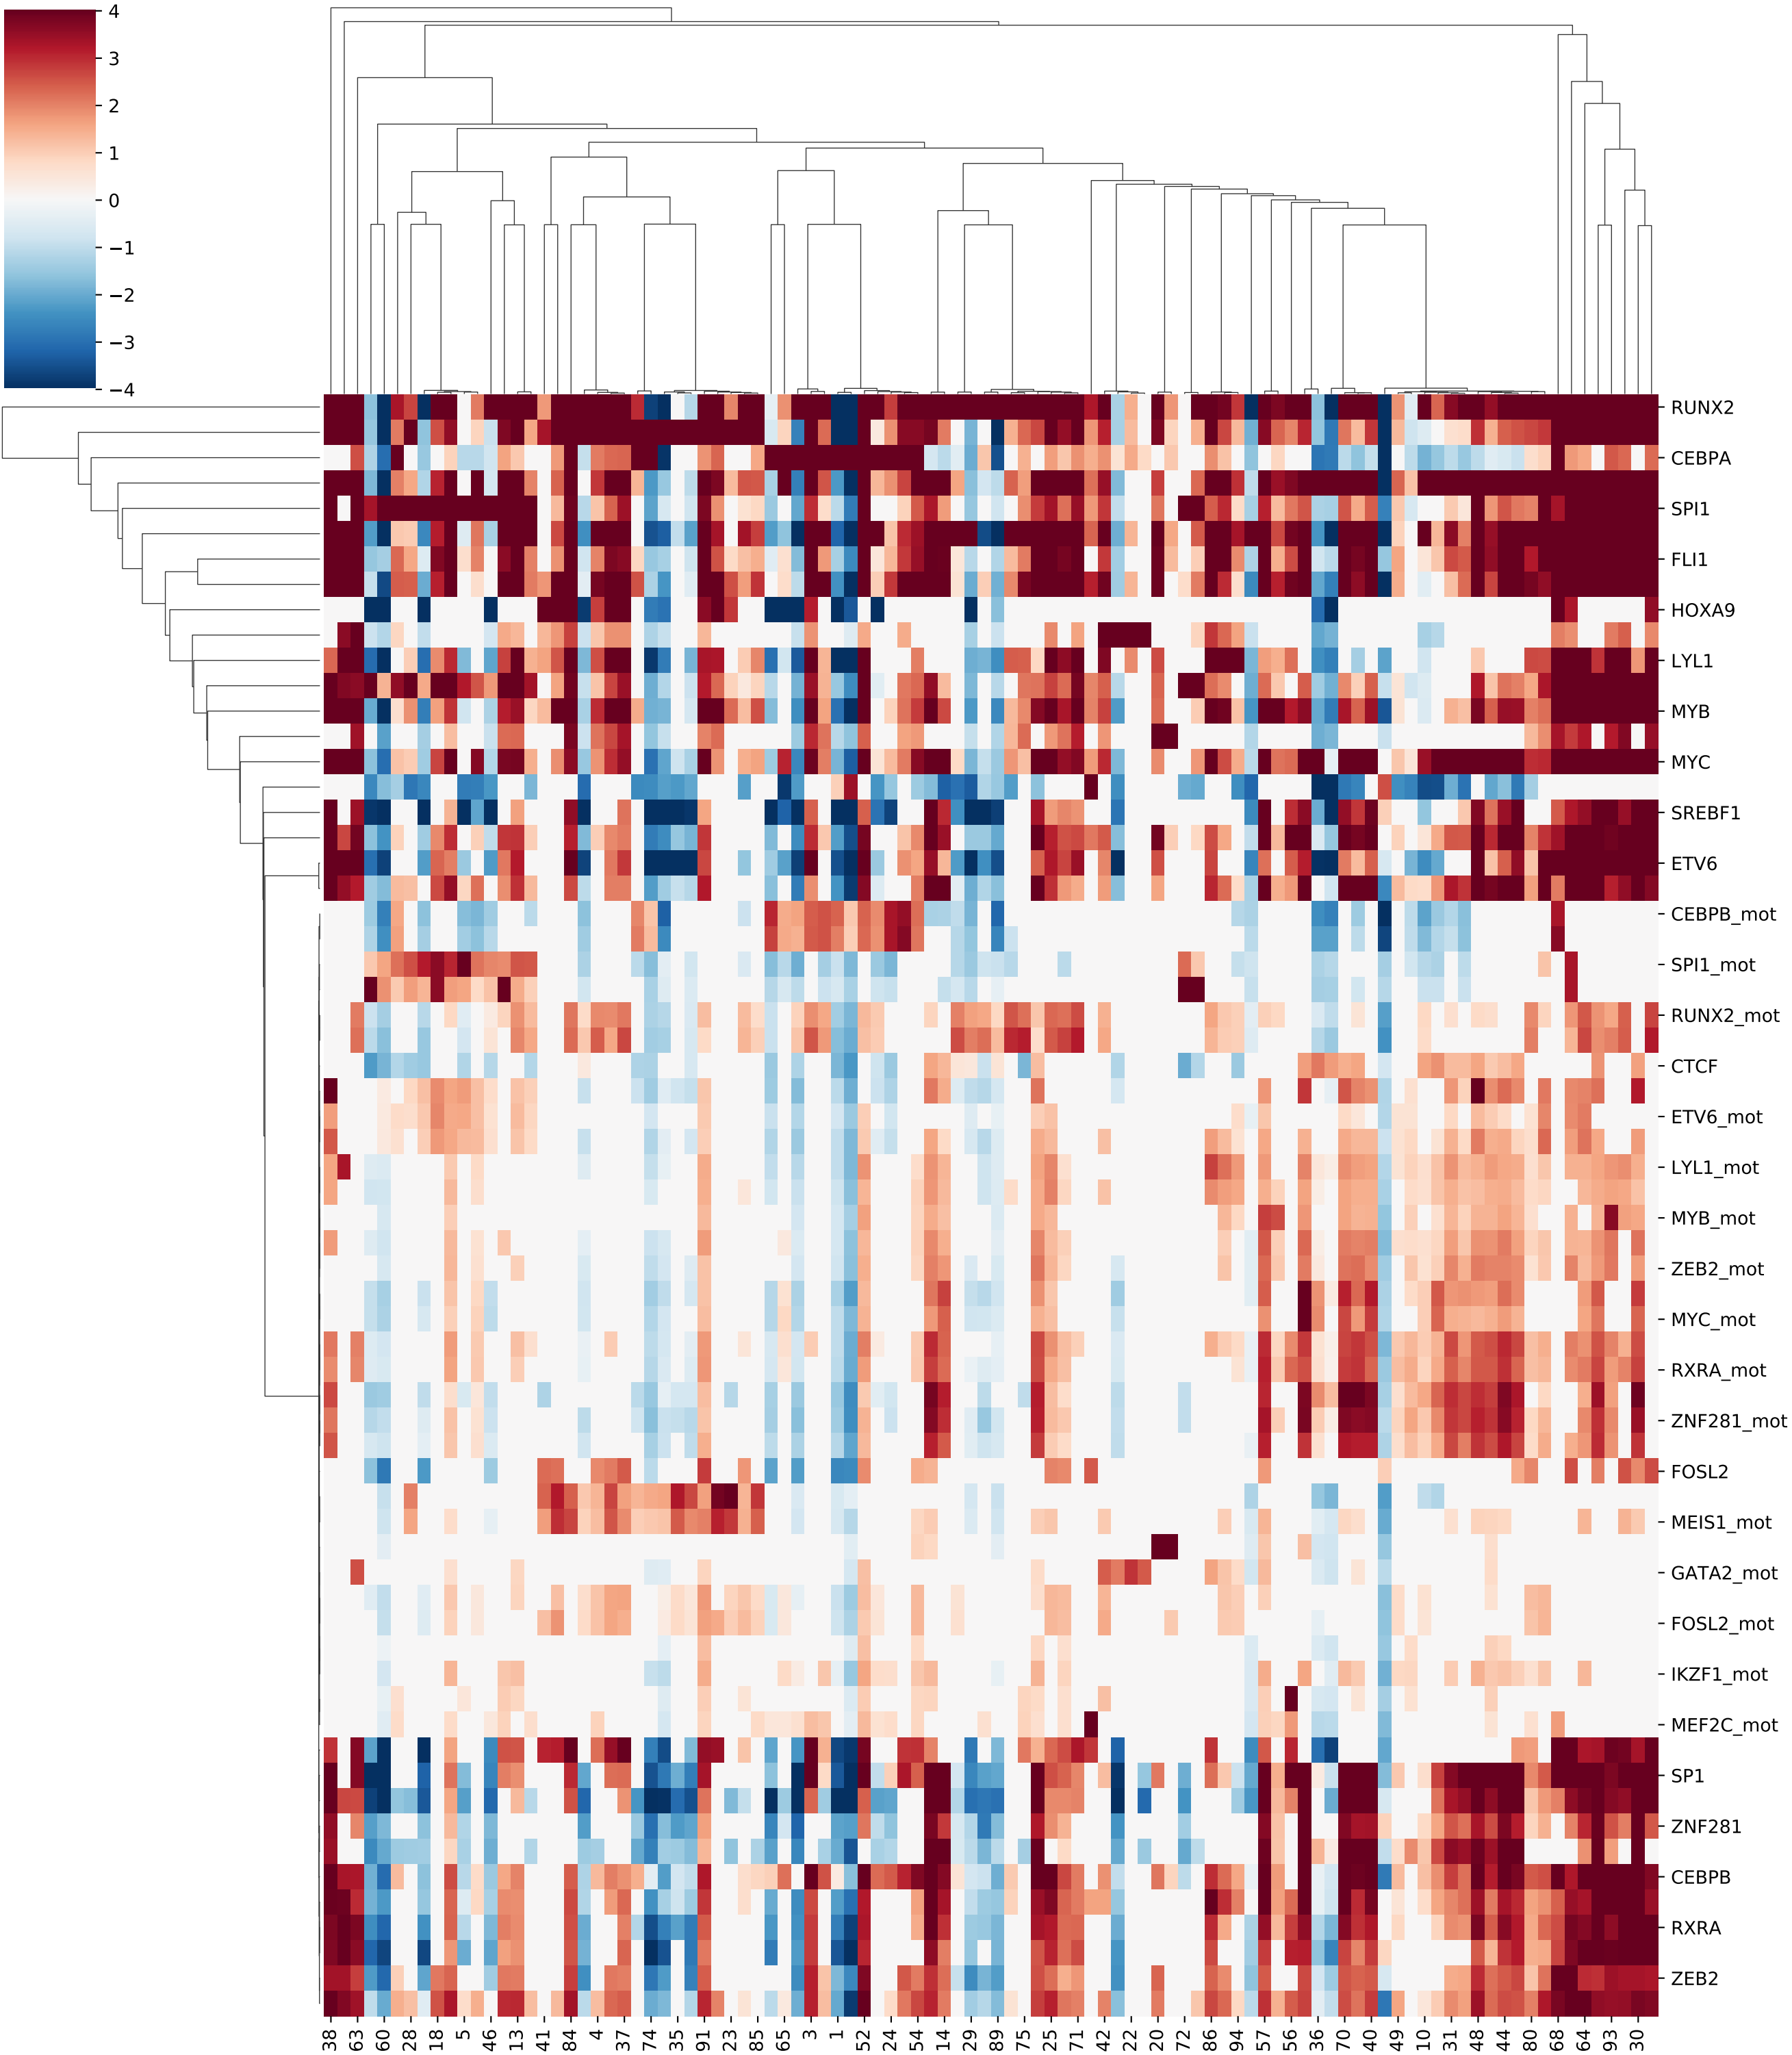 4
3
2
1
0
−1
−2
−3
−4
RUNX2
CEBPA
SPI1
FLI1
HOXA9
LYL1
MYB
MYC
SREBF1
ETV6
CEBPB_mot
SPI1_mot
RUNX2_mot
CTCF
ETV6_mot
LYL1_mot
MYB_mot
ZEB2_mot
MYC_mot
RXRA_mot
ZNF281_mot
FOSL2
MEIS1_mot
GATA2_mot
FOSL2_mot
IKZF1_mot
MEF2C_mot
SP1
ZNF281
CEBPB
RXRA
ZEB2
38 63 60 28 18 5 46 13 41 84 4 37 74 35 91 23 85 65 3 1 52 24 54 14 29 89 75 25 71 42 22 20 72 86 94 57 56 36 70 40 49 10 31 48 44 80 68 64 93 30